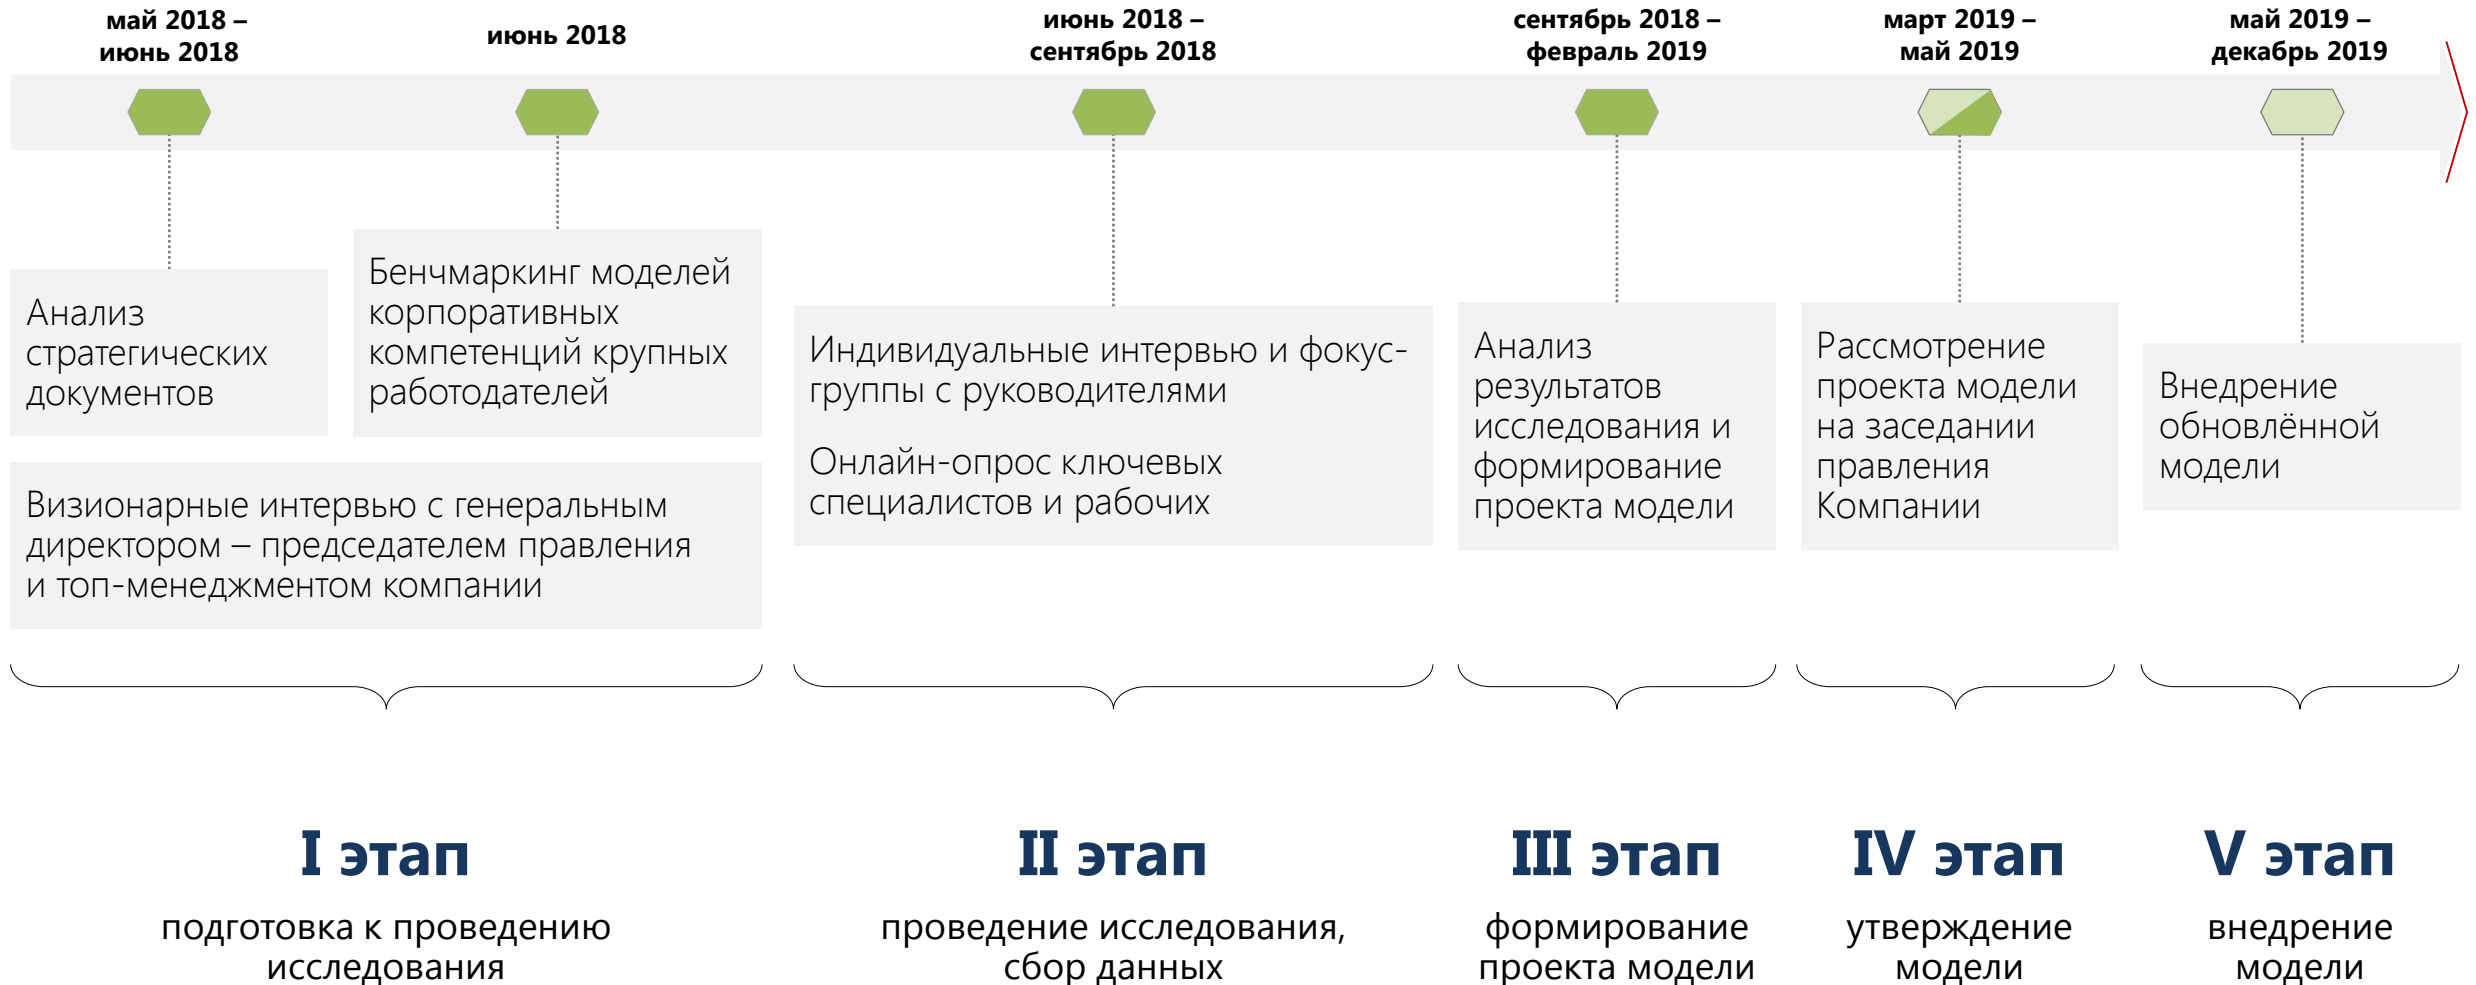 май 2018 –
июнь 2018
июнь 2018
июнь 2018 –
сентябрь 2018
сентябрь 2018 –
февраль 2019
март 2019 –
май 2019
май 2019 –
декабрь 2019
Анализ
стратегических
документов
Бенчмаркинг моделей
корпоративных
компетенций крупных
работодателей
Визионарные интервью с генеральным
директором – председателем правления
и топ-менеджментом компании
Индивидуальные интервью и фокус-
группы с руководителями
Онлайн-опрос ключевых
специалистов и рабочих
Анализ
результатов
исследования и
формирование
проекта модели
Рассмотрение
проекта модели
на заседании
правления
Компании
Внедрение
обновлённой
модели
I этап
подготовка к проведению
исследования
II этап
проведение исследования,
сбор данных
III этап
формирование
проекта модели
IV этап
утверждение
модели
V этап
внедрение
модели